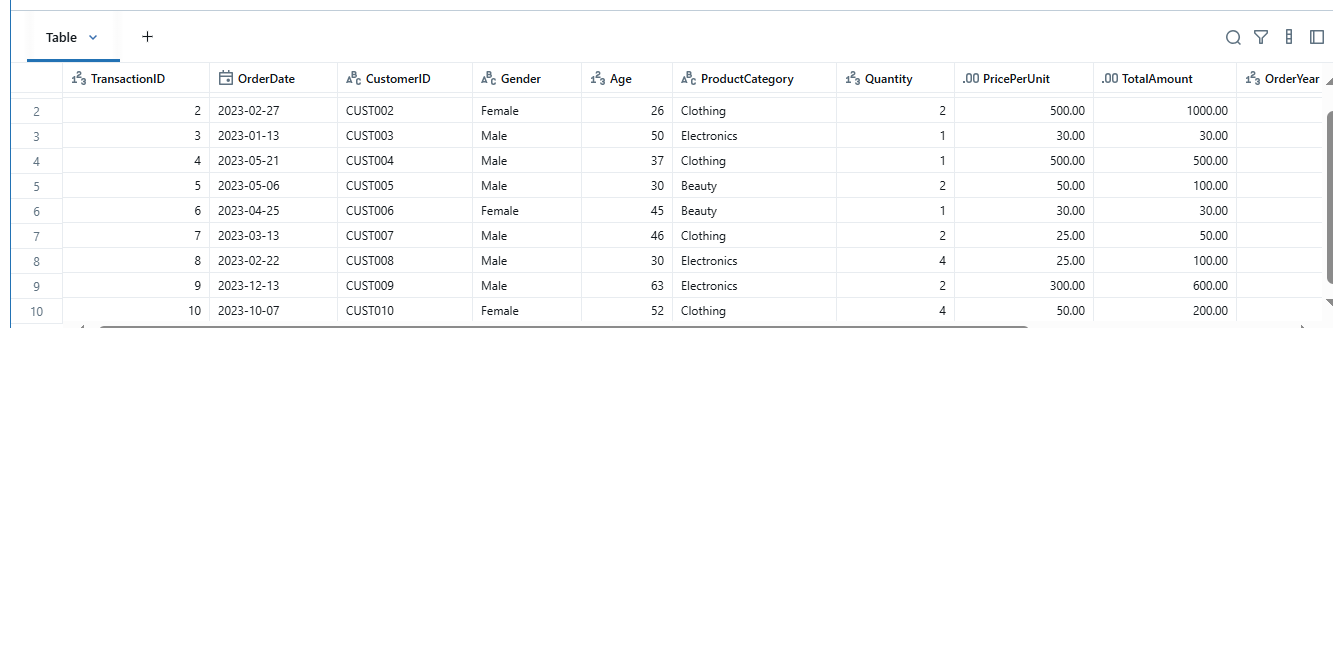 Table
TransactionID OrderDate CustomerID Gender Age ProductCategory Quantity .00 PricePerUnit .00 TotalAmount OrderYear
2 2 2023-02-27 CUST002 Female 26 Clothing 2 500.00 1000.00
3 3 2023-01-13 CUST003 Male 50 Electronics 1 30.00 30.00
4 4 2023-05-21 CUST004 Male 37 Clothing 1 500.00 500.00
5 5 2023-05-06 CUST005 Male 30 Beauty 2 50.00 100.00
6 6 2023-04-25 CUST006 Female 45 Beauty 1 30.00 30.00
7 7 2023-03-13 CUST007 Male 46 Clothing 2 25.00 50.00
8 8 2023-02-22 CUST008 Male 30 Electronics 4 25.00 100.00
9 9 2023-12-13 CUST009 Male 63 Electronics 2 300.00 600.00
10 10 2023-10-07 CUST010 Female 52 Clothing 4 50.00 200.00